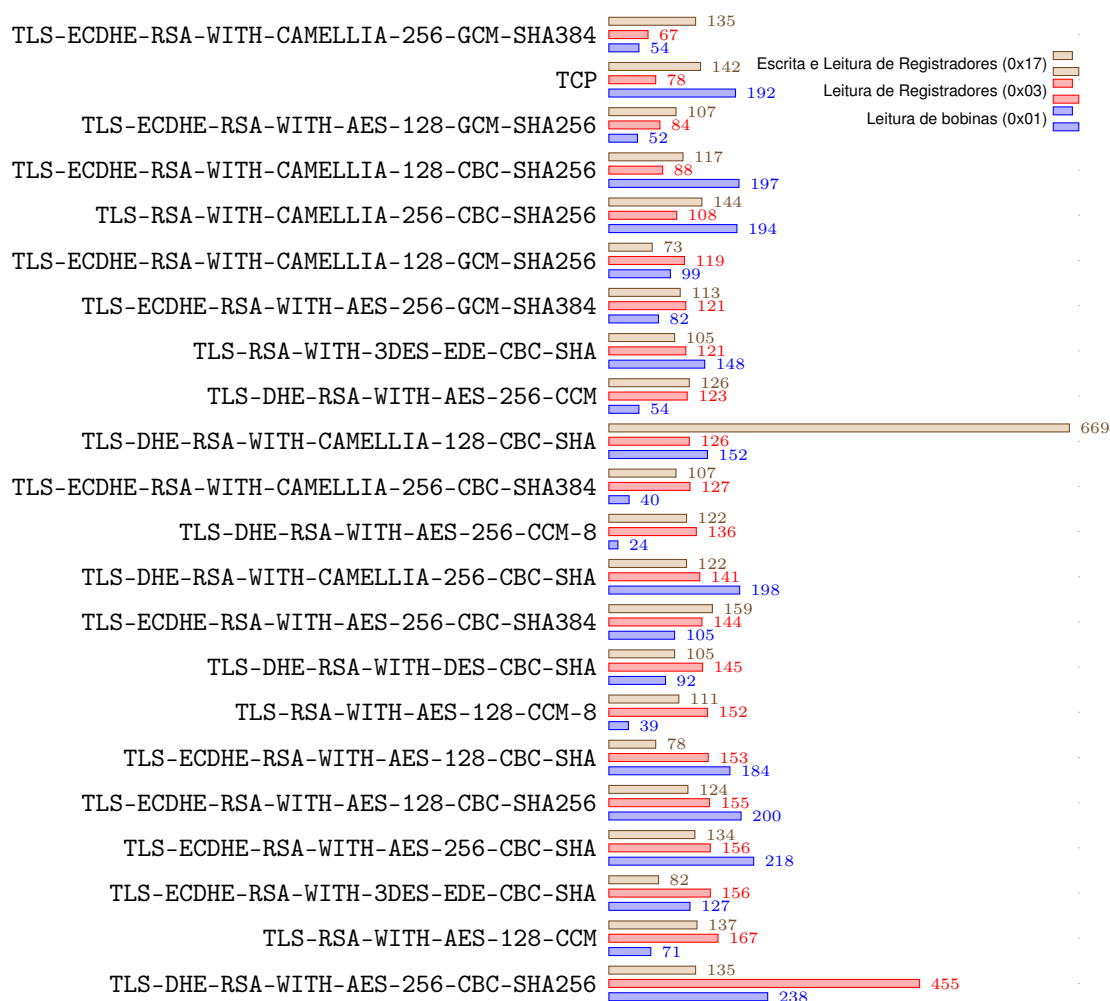 135
TLS-ECDHE-RSA-WITH-CAMELLIA-256-GCM-SHA384 67
54
Escrita e Leitura de Registradores (0x17)
Leitura de Registradores (0x03)
Leitura de bobinas (0x01)
142
TCP 78
192
107
TLS-ECDHE-RSA-WITH-AES-128-GCM-SHA256 84
52
117
TLS-ECDHE-RSA-WITH-CAMELLIA-128-CBC-SHA256 88
197
144
TLS-RSA-WITH-CAMELLIA-256-CBC-SHA256 108
194
73
TLS-ECDHE-RSA-WITH-CAMELLIA-128-GCM-SHA256 119
99
113
TLS-ECDHE-RSA-WITH-AES-256-GCM-SHA384 121
82
105
TLS-RSA-WITH-3DES-EDE-CBC-SHA 121
148
126
TLS-DHE-RSA-WITH-AES-256-CCM 123
54
669
TLS-DHE-RSA-WITH-CAMELLIA-128-CBC-SHA 126
152
107
TLS-ECDHE-RSA-WITH-CAMELLIA-256-CBC-SHA384 127
40
122
TLS-DHE-RSA-WITH-AES-256-CCM-8 136
24
122
TLS-DHE-RSA-WITH-CAMELLIA-256-CBC-SHA 141
198
159
TLS-ECDHE-RSA-WITH-AES-256-CBC-SHA384 144
105
105
TLS-DHE-RSA-WITH-DES-CBC-SHA 145
92
111
TLS-RSA-WITH-AES-128-CCM-8 152
39
78
TLS-ECDHE-RSA-WITH-AES-128-CBC-SHA 153
184
124
TLS-ECDHE-RSA-WITH-AES-128-CBC-SHA256 155
200
134
TLS-ECDHE-RSA-WITH-AES-256-CBC-SHA 156
218
82
TLS-ECDHE-RSA-WITH-3DES-EDE-CBC-SHA 156
127
137
TLS-RSA-WITH-AES-128-CCM 167
71
135
TLS-DHE-RSA-WITH-AES-256-CBC-SHA256 455
238